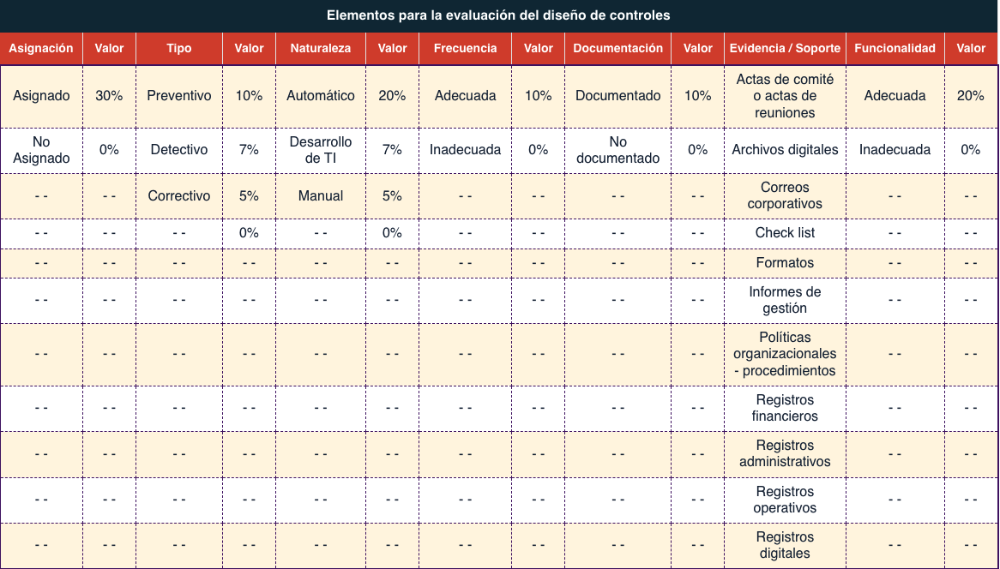 Elementos para la evaluación del diseño de controles
Asignación Valor Tipo Valor Naturaleza Valor Frecuencia Valor Documentación Valor Evidencia / Soporte Funcionalidad Valor
Asignado 30% Preventivo 10% Automático 20% Adecuada 10% Documentado 10% Actas de comité o actas de reuniones Adecuada 20%
No Asignado 0% Detectivo 7% Desarrollo de TI 7% Inadecuada 0% No documentado 0% Archivos digitales Inadecuada 0%
- - - - Correctivo 5% Manual 5% - - - - - - - - Correos corporativos - - - -
- - - - - - 0% - - 0% - - - - - - - - Check list - - - -
- - - - - - - - - - - - - - - - - - - - Formatos - - - -
- - - - - - - - - - - - - - - - - - - - Informes de gestión - - - -
- - - - - - - - - - - - - - - - - - - - Políticas organizacionales - procedimientos - - - -
- - - - - - - - - - - - - - - - - - - - Registros financieros - - - -
- - - - - - - - - - - - - - - - - - - - Registros administrativos - - - -
- - - - - - - - - - - - - - - - - - - - Registros operativos - - - -
- - - - - - - - - - - - - - - - - - - - Registros digitales - - - -